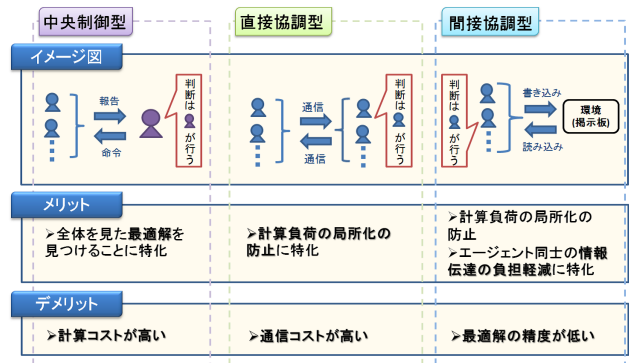 中央制御型
直接協調型
間接協調型
イメージ図
報告
命令
判断は
が行う
通信
通信
判断は
が行う
判断は
が行う
書き込み
読み込み
環境
(掲示板)
メリット
➢全体を見た最適解を
見つけることに特化
➢計算負荷の局所化の
防止に特化
➢計算負荷の局所化の
防止
➢エージェント同士の情報
伝達の負担軽減に特化
デメリット
➢計算コストが高い
➢通信コストが高い
➢最適解の精度が低い